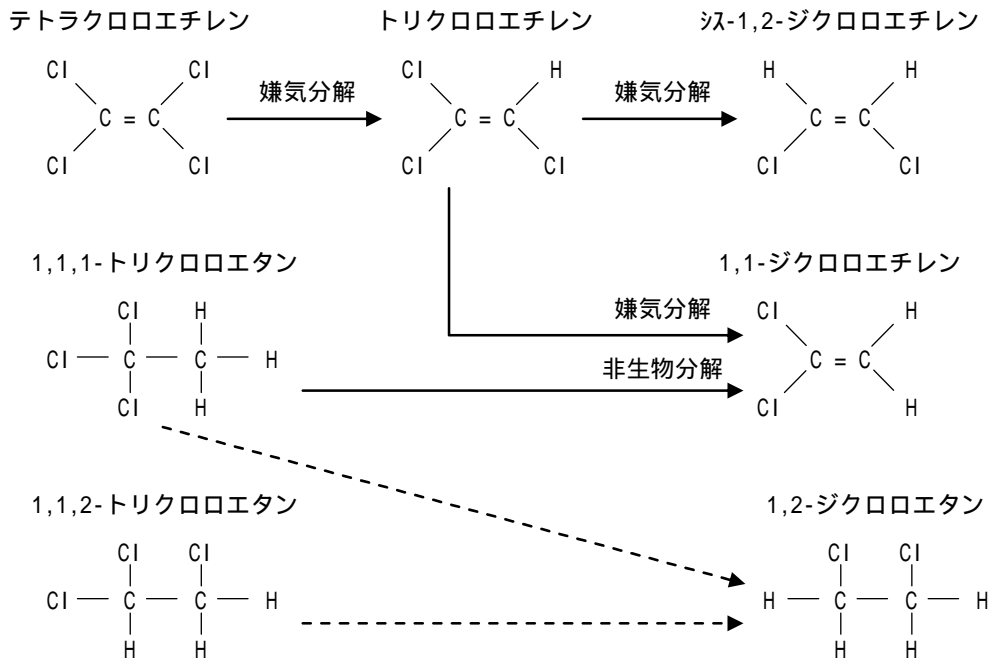 テトラクロロエチレン トリクロロエチレン ｼｽ-1,2-ジクロロエチレン
Cl Cl Cl H H H
嫌気分解 嫌気分解
C = C C = C C = C
Cl Cl Cl Cl Cl Cl
1,1,1-トリクロロエタン 1,1-ジクロロエチレン
Cl H Cl H
嫌気分解
Cl C C H C = C
非生物分解
Cl H Cl H
1,1,2-トリクロロエタン 1,2-ジクロロエタン
Cl Cl Cl Cl
Cl C C H H C C H
H H H H